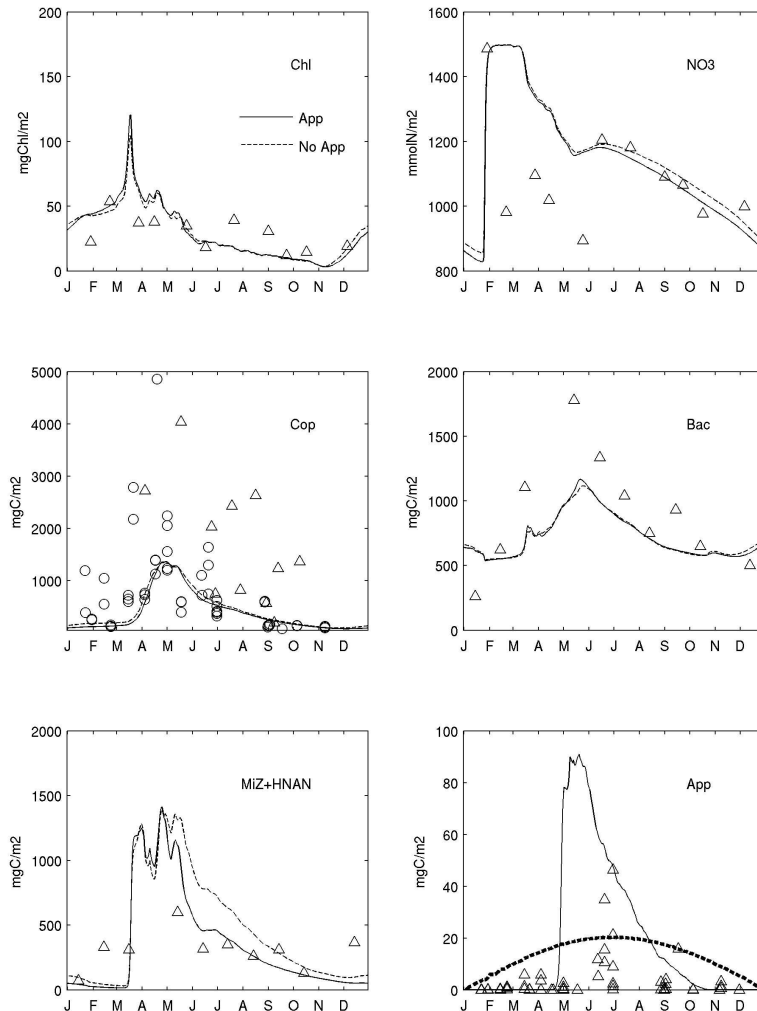 200
150
100
50
0
mgChl/m2
Chl
App
No App
J F M A M J J A S O N D
1600
1400
1200
1000
800
mmolN/m2
NO3
J F M A M J J A S O N D
5000
4000
3000
2000
1000
mgC/m2
Cop
J F M A M J J A S O N D
2000
1500
1000
500
0
mgC/m2
Bac
J F M A M J J A S O N D
2000
1500
1000
500
0
mgC/m2
MiZ+HNAN
J F M A M J J A S O N D
100
80
60
40
20
0
mgC/m2
App
J F M A M J J A S O N D